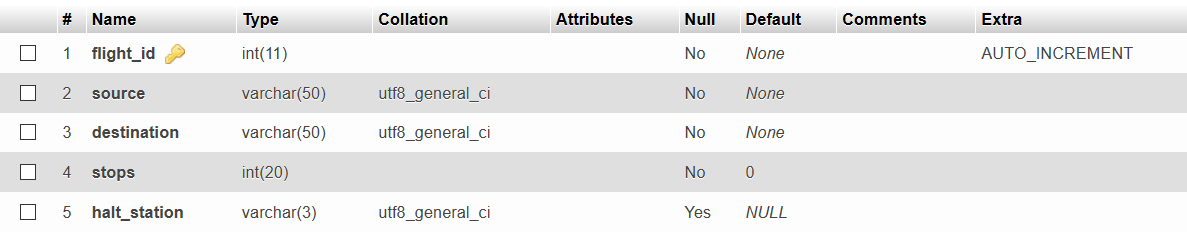 # Name Type Collation Attributes Null Default Comments Extra
1 flight_id int(11) No None AUTO_INCREMENT
2 source varchar(50) utf8_general_ci No None
3 destination varchar(50) utf8_general_ci No None
4 stops int(20) No 0
5 halt_station varchar(3) utf8_general_ci Yes NULL